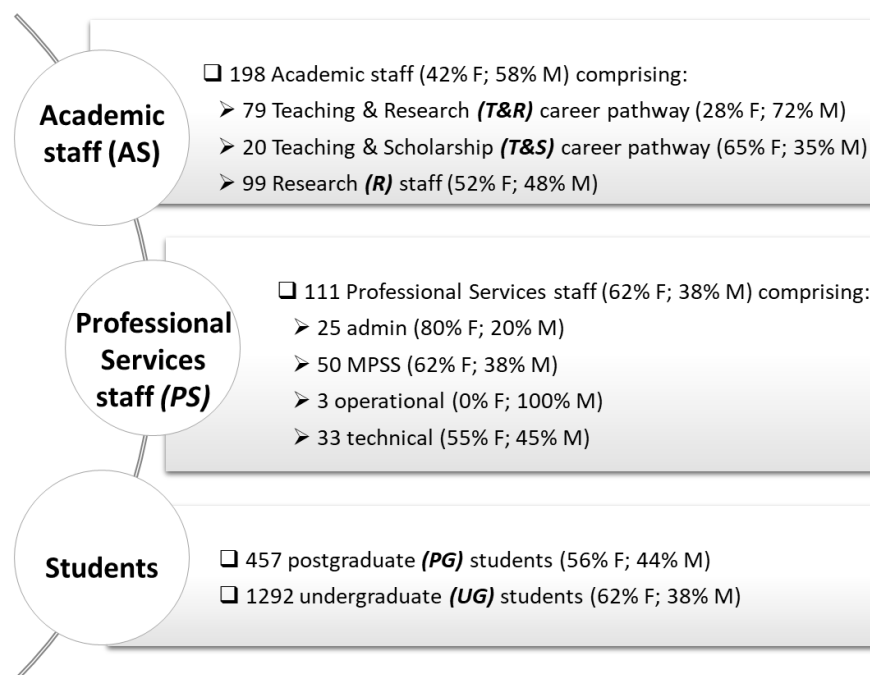 Academic
staff (AS)
❑ 198 Academic staff (42% F; 58% M) comprising:
➢ 79 Teaching & Research (T&R) career pathway (28% F; 72% M)
➢ 20 Teaching & Scholarship (T&S) career pathway (65% F; 35% M)
➢ 99 Research (R) staff (52% F; 48% M)
Professional
Services
staff (PS)
❑ 111 Professional Services staff (62% F; 38% M) comprising:
➢ 25 admin (80% F; 20% M)
➢ 50 MPSS (62% F; 38% M)
➢ 3 operational (0% F; 100% M)
➢ 33 technical (55% F; 45% M)
Students
❑ 457 postgraduate (PG) students (56% F; 44% M)
❑ 1292 undergraduate (UG) students (62% F; 38% M)